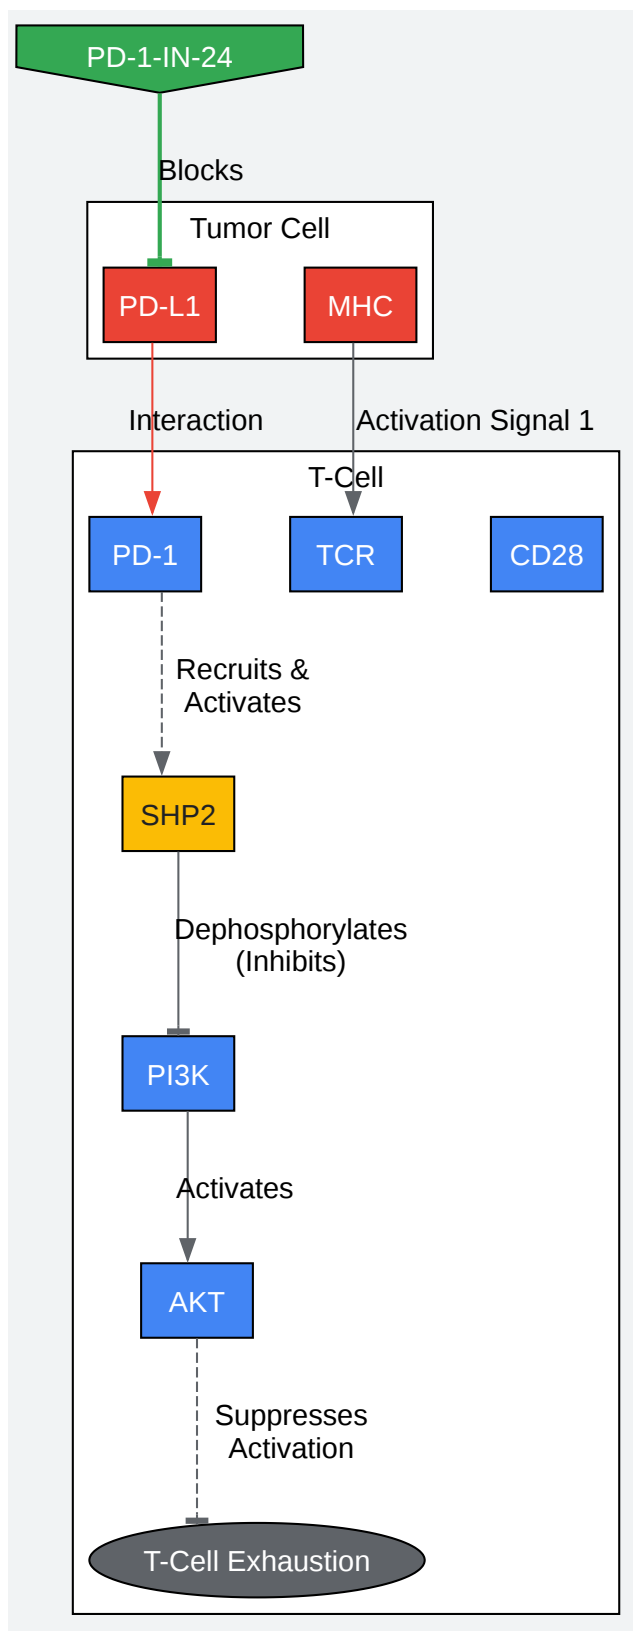 PD-1-IN-24
Blocks
Tumor Cell
PD-L1
MHC
Interaction
Activation Signal 1
T-Cell
PD-1
TCR
CD28
Recruits &
Activates
SHP2
Dephosphorylates
(Inhibits)
PI3K
Activates
AKT
Suppresses
Activation
T-Cell Exhaustion